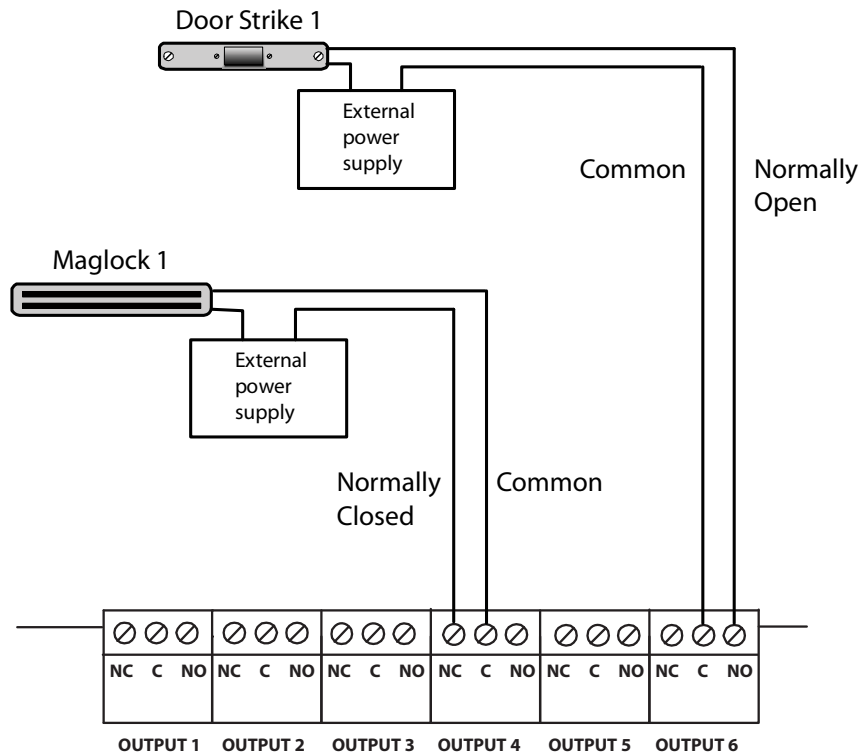 Door Strike 1
External
power
supply
Common
Normally
Open
Maglock 1
External
power
supply
Normally
Closed
Common
NC C NO NC C NO NC C NO NC C NO NC C NO NC C NO
OUTPUT 1 OUTPUT 2 OUTPUT 3 OUTPUT 4 OUTPUT 5 OUTPUT 6